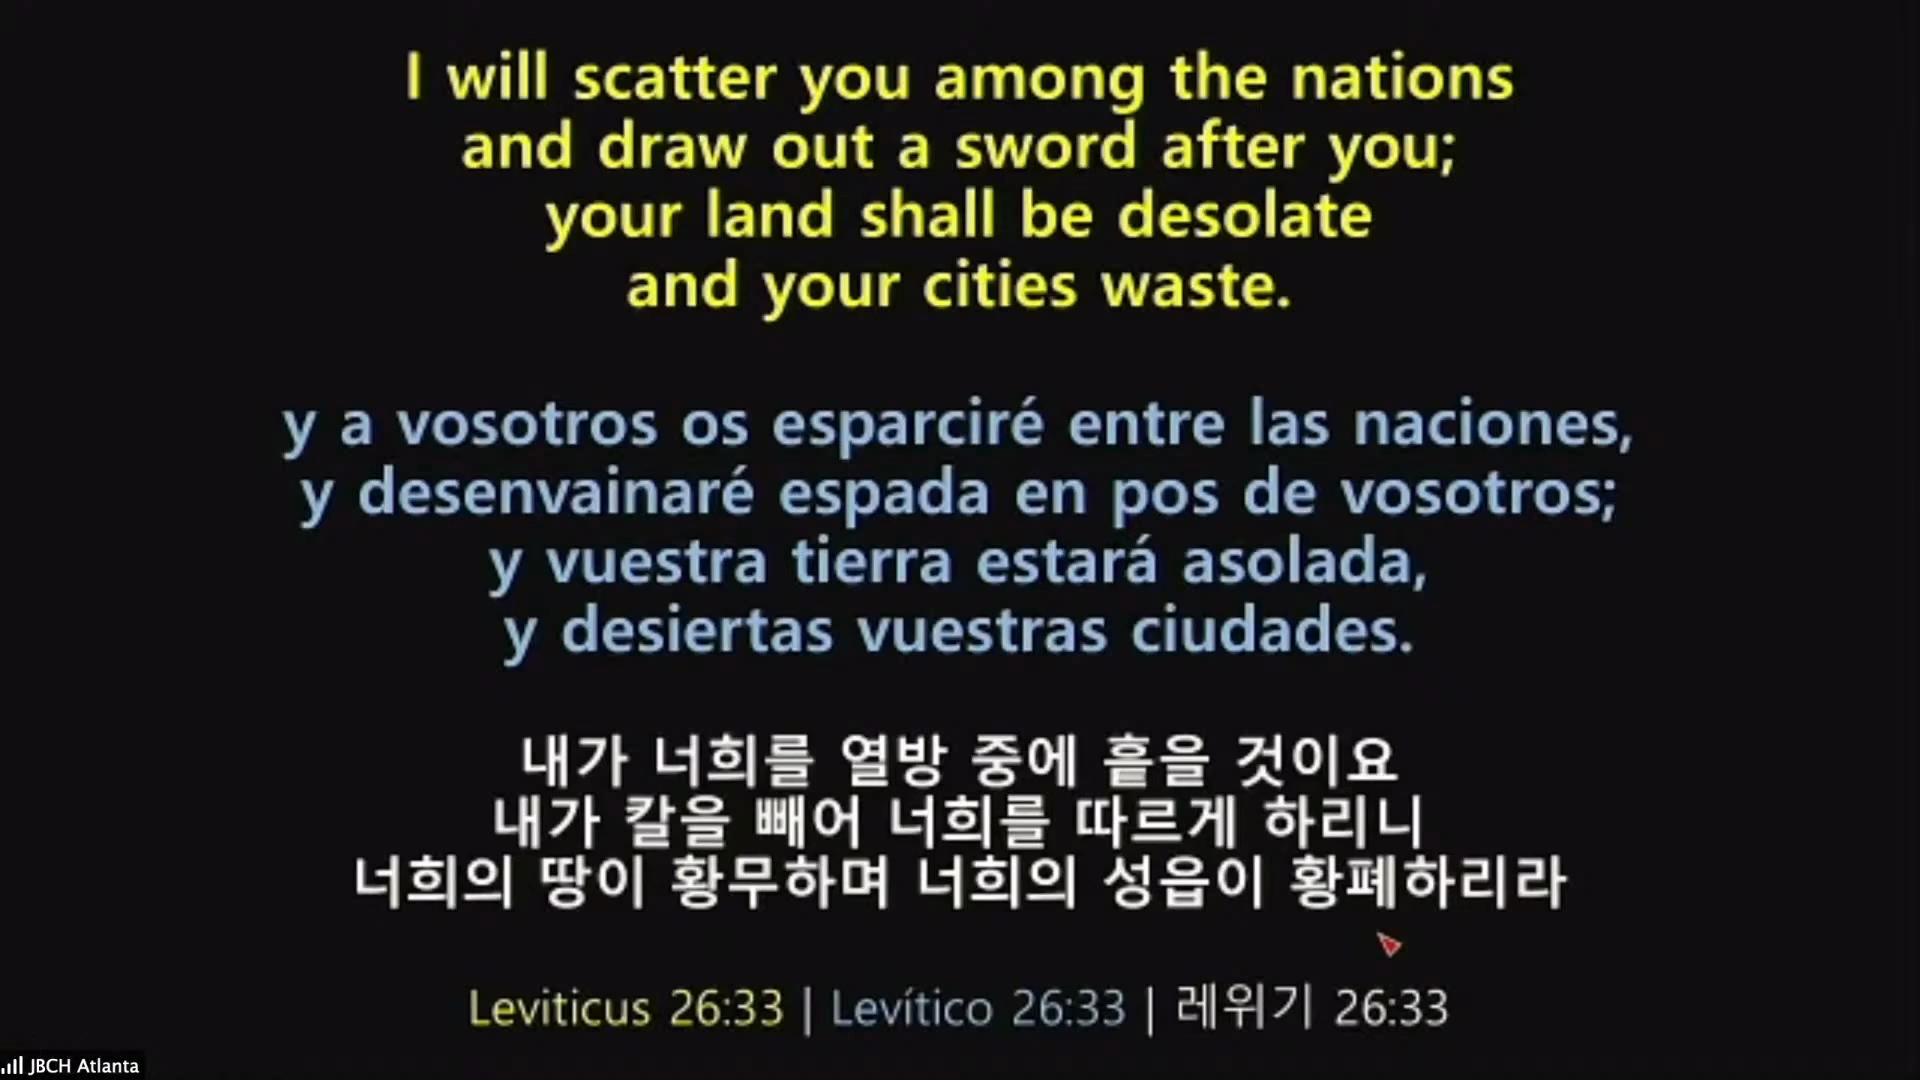 I will scatter you among the nations
and draw out a sword after you;
your land shall be desolate
and your cities waste.
y a vosotros os esparciré entre las naciones,
y desenvainaré espada en pos de vosotros;
y vuestra tierra estará asolada,
y desiertas vuestras ciudades.
내가 너희를 열방 중에 흩을 것이요
내가 칼을 빼어 너희를 따르게 하리니
너희의 땅이 황무하며 너희의 성읍이 황폐하리라
Leviticus 26:33 | Levítico 26:33 | 레위기 26:33
JBCH Atlanta